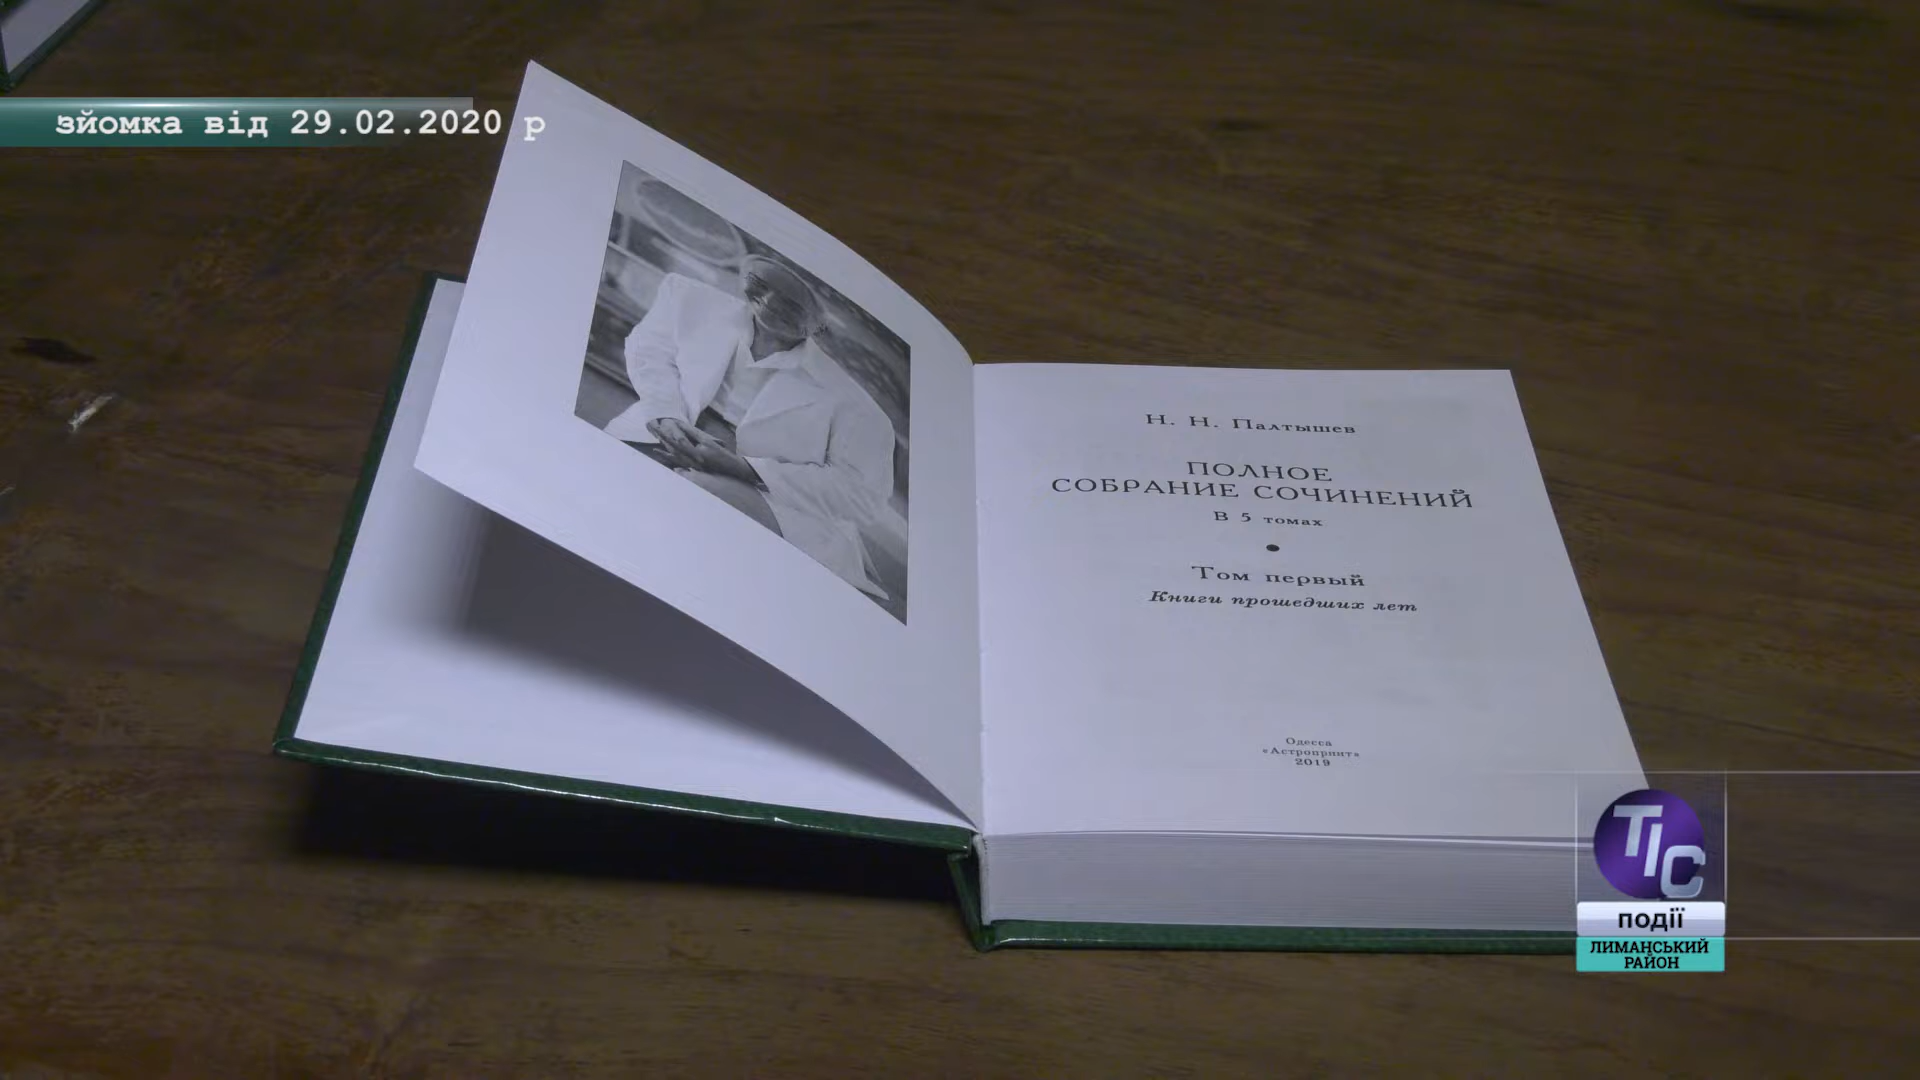 зйомка від 29.02.2020 р
Н. Н. Палтышев
ПОЛНОЕ
СОБРАНИЕ СОЧИНЕНИЙ
В 5 томах
Том первый
Книги прошедших лет
Одесса
«Астропринт»
2019
ТІС
події
ЛИМАНСЬКИЙ
РАЙОН